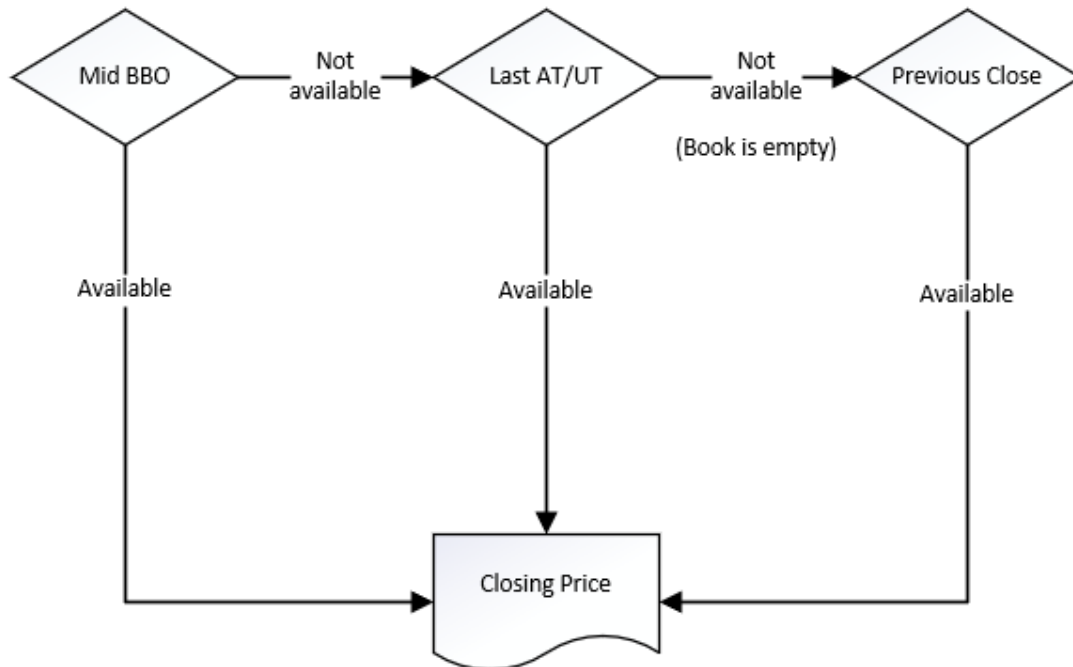 Mid BBO
Not
available
Last AT/UT
Not
available
(Book is empty)
Previous Close
Available
Available
Available
Closing Price